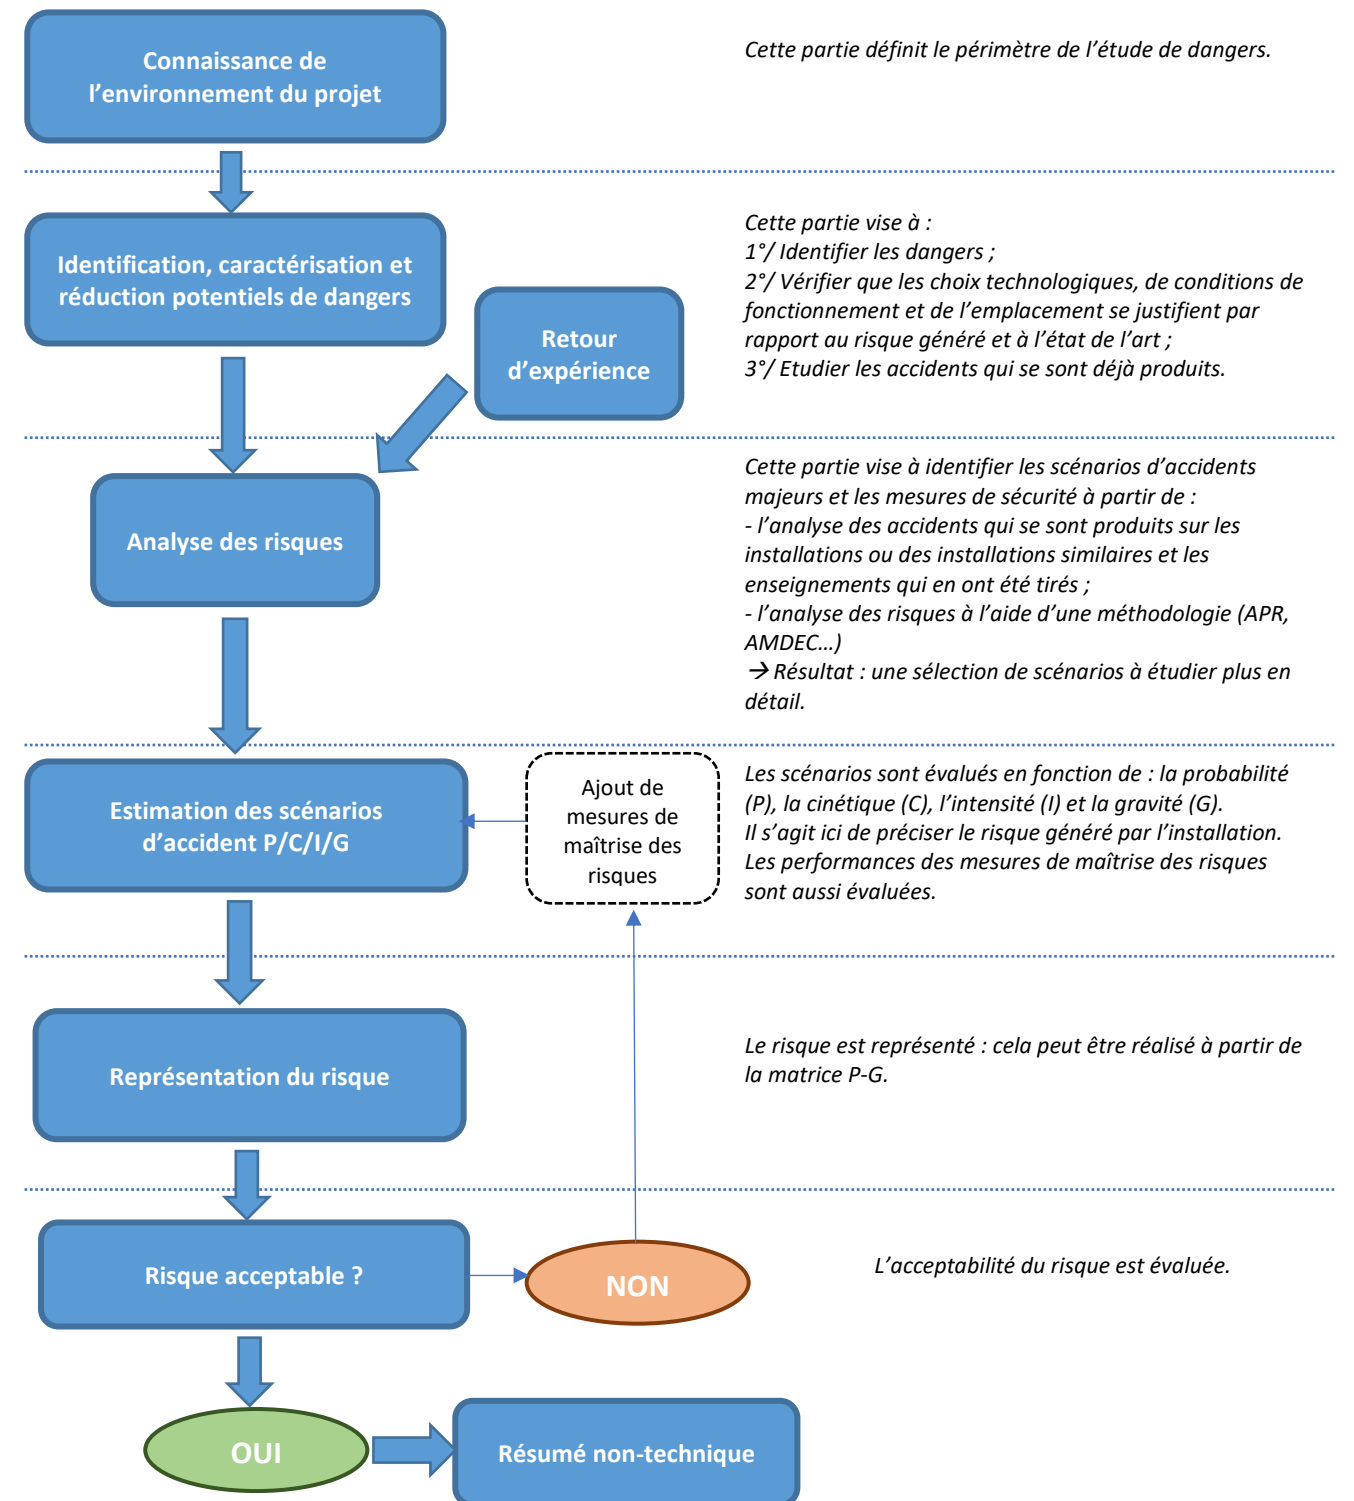 Connaissance de
l’environnement du projet
Cette partie définit le périmètre de l’étude de dangers.
Identification, caractérisation et
réduction potentiels de dangers
Retour
d’expérience
Cette partie vise à :
1°/ Identifier les dangers ;
2°/ Vérifier que les choix technologiques, de conditions de
fonctionnement et de l’emplacement se justifient par
rapport au risque généré et à l’état de l’art ;
3°/ Etudier les accidents qui se sont déjà produits.
Analyse des risques
Cette partie vise à identifier les scénarios d’accidents
majeurs et les mesures de sécurité à partir de :
- l’analyse des accidents qui se sont produits sur les
installations ou des installations similaires et les
enseignements qui en ont été tirés ;
- l’analyse des risques à l’aide d’une méthodologie (APR,
AMDEC…)
→ Résultat : une sélection de scénarios à étudier plus en
détail.
Estimation des scénarios
d’accident P/C/I/G
Ajout de
mesures de
maîtrise des
risques
Les scénarios sont évalués en fonction de : la probabilité
(P), la cinétique (C), l’intensité (I) et la gravité (G).
Il s’agit ici de préciser le risque généré par l’installation.
Les performances des mesures de maîtrise des risques
sont aussi évaluées.
Représentation du risque
Le risque est représenté : cela peut être réalisé à partir de
la matrice P-G.
Risque acceptable ?
NON
L’acceptabilité du risque est évaluée.
OUI
Résumé non-technique